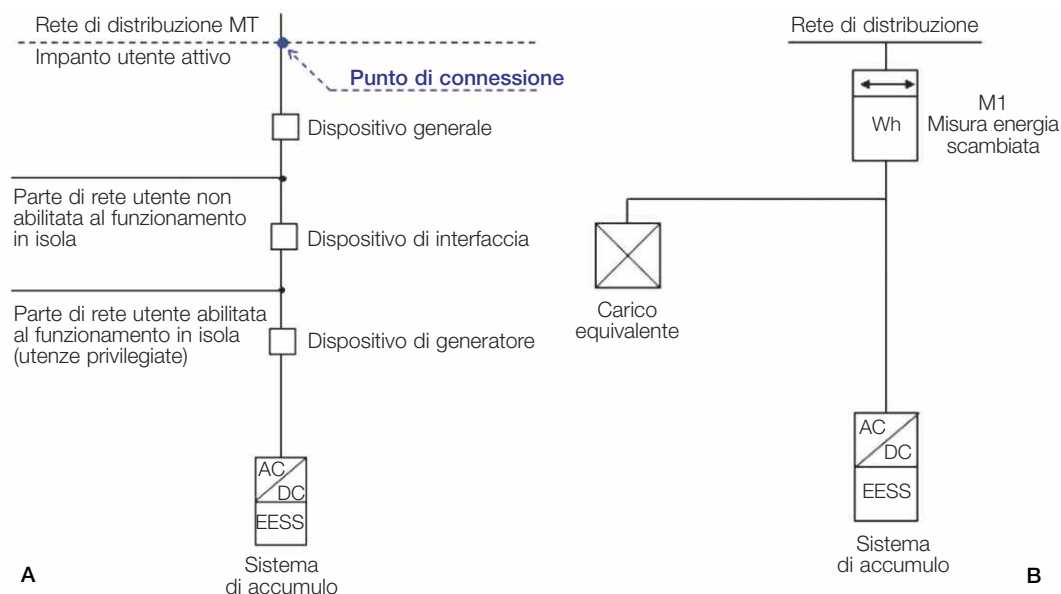 Rete di distribuzione MT
Impanto utente attivo
Punto di connessione
Dispositivo generale
Parte di rete utente non
abilitata al funzionamento
in isola
Dispositivo di interfaccia
Parte di rete utente abilitata
al funzionamento in isola
(utenze privilegiate)
Dispositivo di generatore
AC
DC
EESS
Sistema
di accumulo
A
Rete di distribuzione
Wh
M1
Misura energia
scambiata
Carico
equivalente
AC
DC
EESS
Sistema
di accumulo
B